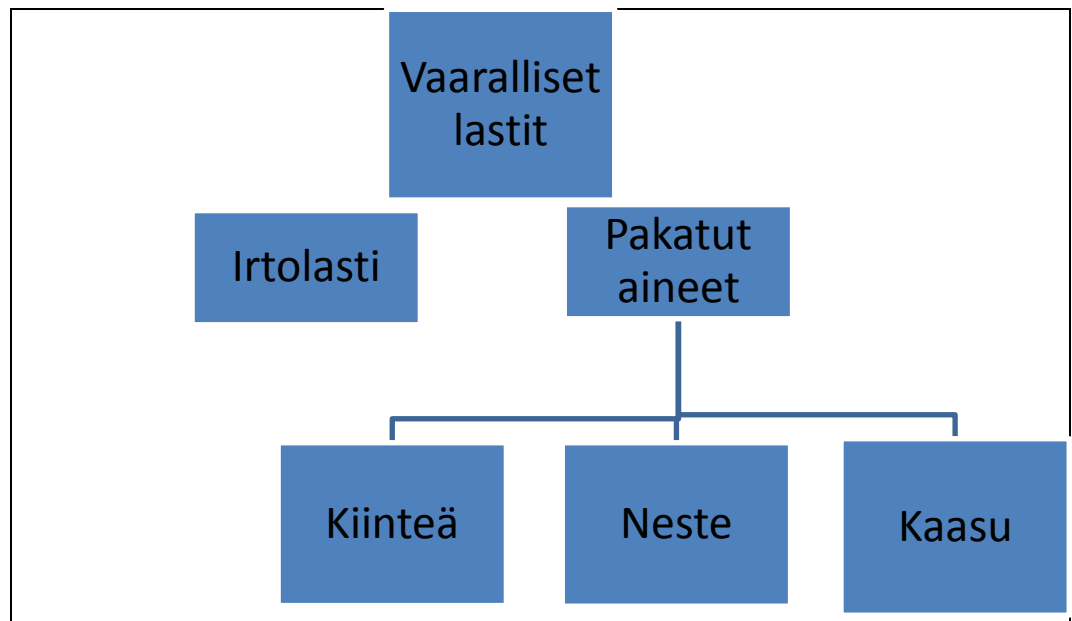 Vaaralliset
lastit
Irtolasti
Pakatut
aineet
Kiinteä
Neste
Kaasu